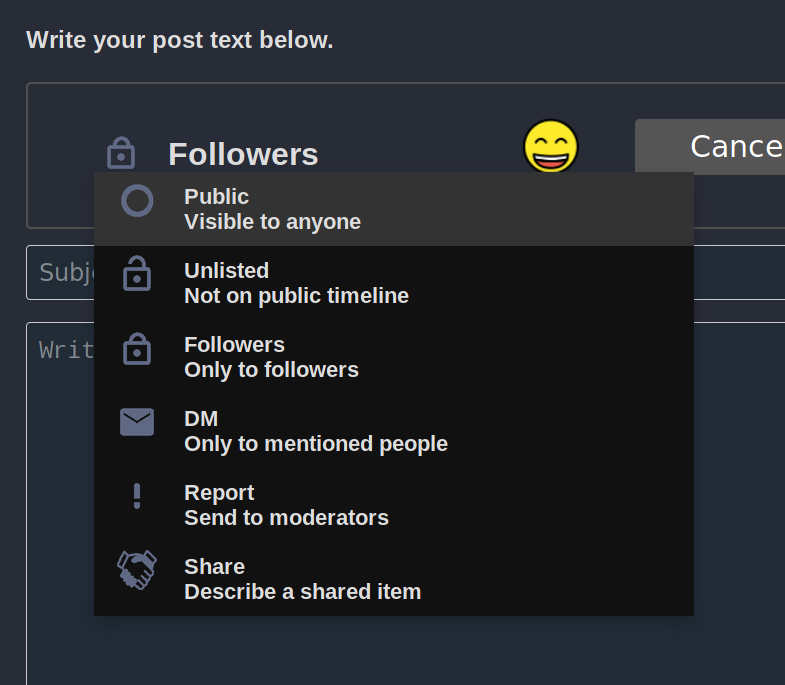 Write your post text below.
Followers
Cance
Public
Visible to anyone
Subj
Unlisted
Not on public timeline
Writ
Followers
Only to followers
DM
Only to mentioned people
Report
Send to moderators
Share
Describe a shared item